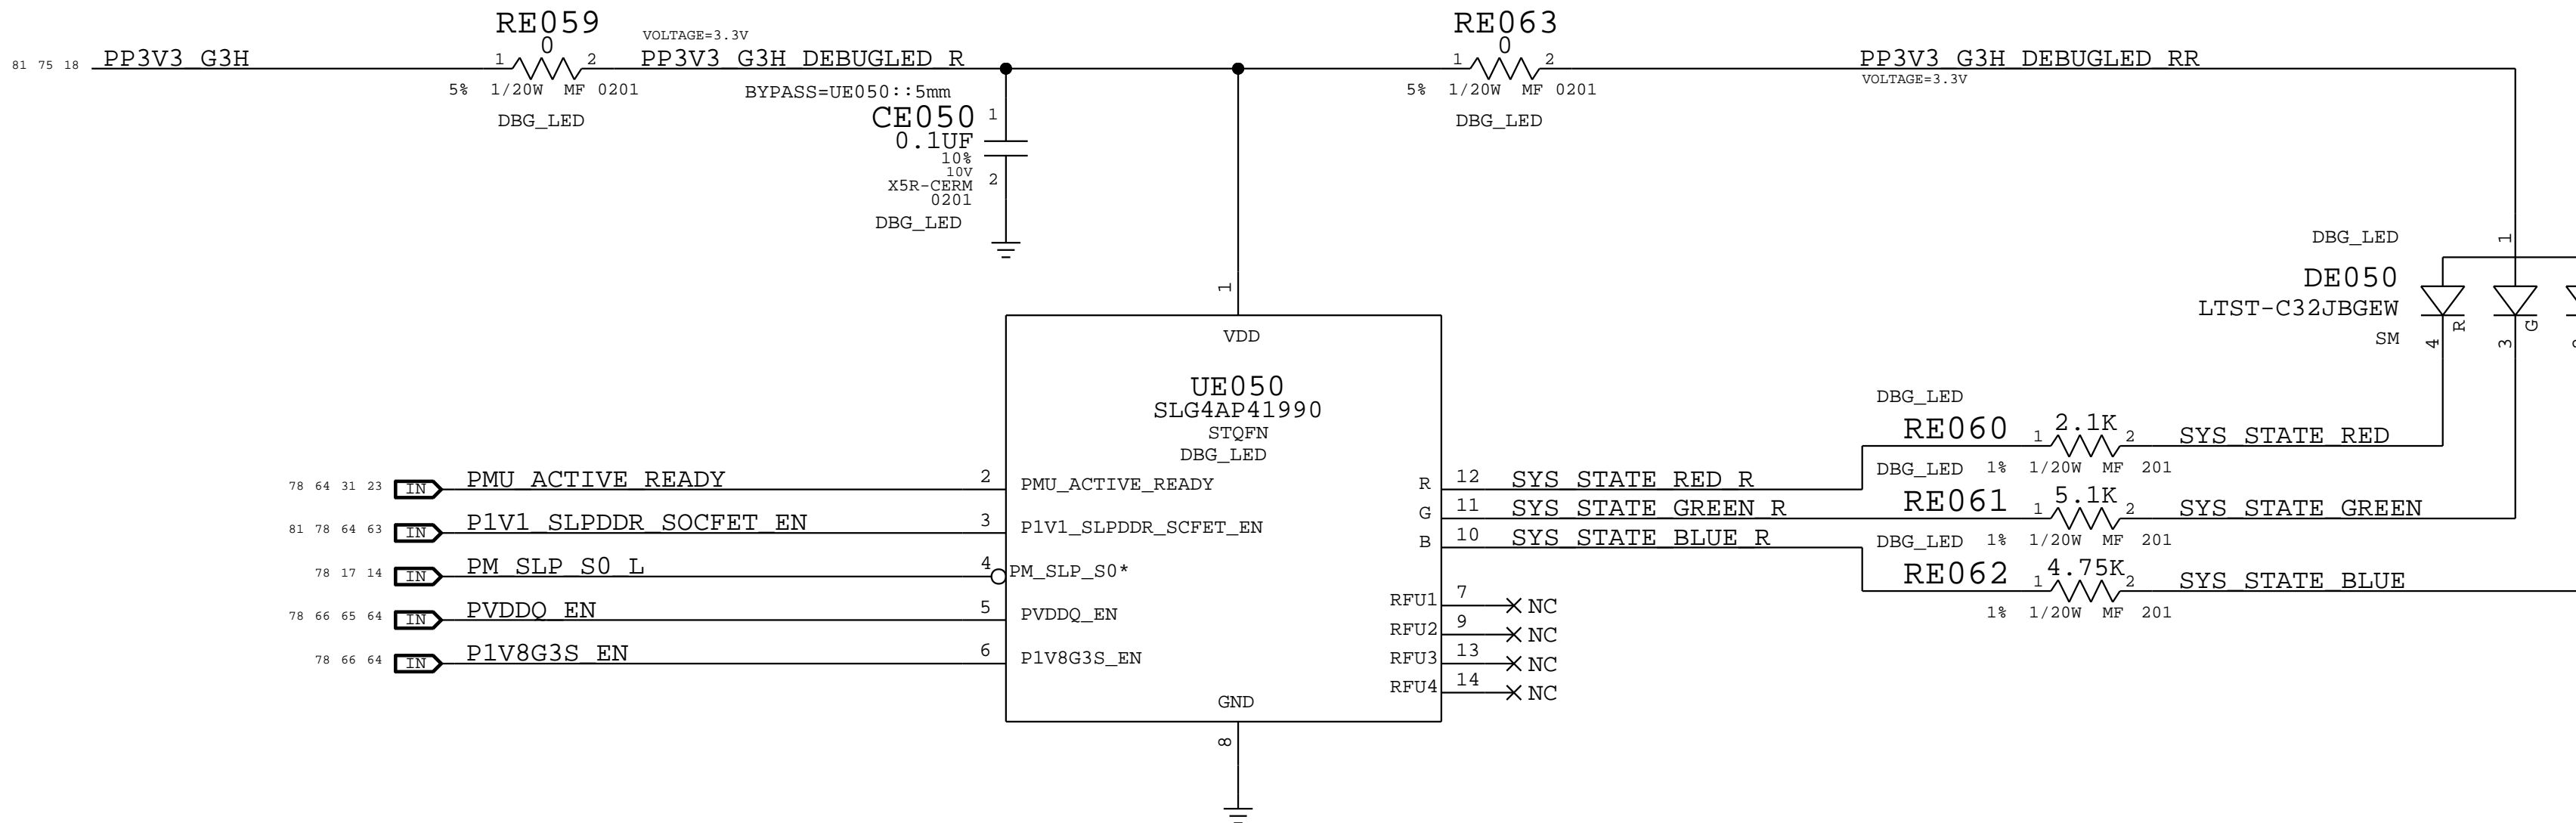 RE059
0
81 75 18 PP3V3_G3H 1 2
VOLTAGE=3.3V
PP3V3_G3H_DEBUGLED_R
5% 1/20W MF 0201
DBG_LED
BYPASS=UE050::5mm
CE050 1
0.1UF
10%
10V
X5R-CERM 2
0201
DBG_LED
RE063
0
1 2
5% 1/20W MF 0201
DBG_LED
PP3V3_G3H_DEBUGLED_RR
VOLTAGE=3.3V
DBG_LED 1
DE050
LTST-C32JBGEW
SM
R
G
4
3
1
VDD
UE050
SLG4AP41990
STQFN
DBG_LED
78 64 31 23 IN PMU_ACTIVE_READY 2 PMU_ACTIVE_READY
81 78 64 63 IN P1V1_SLPDDR_SOCFET_EN 3 P1V1_SLPDDR_SCFET_EN
78 17 14 IN PM_SLP_S0_L 4 PM_SLP_S0*
78 66 65 64 IN PVDDQ_EN 5 PVDDQ_EN
78 66 64 IN P1V8G3S_EN 6 P1V8G3S_EN
R 12 SYS_STATE_RED_R
G 11 SYS_STATE_GREEN_R
B 10 SYS_STATE_BLUE_R
RFU1 7 NC
RFU2 9 NC
RFU3 13 NC
RFU4 14 NC
GND
8
DBG_LED
RE060 1 2.1K 2 SYS_STATE_RED
DBG_LED 1% 1/20W MF 201
RE061 1 5.1K 2 SYS_STATE_GREEN
DBG_LED 1% 1/20W MF 201
RE062 1 4.75K 2 SYS_STATE_BLUE
1% 1/20W MF 201